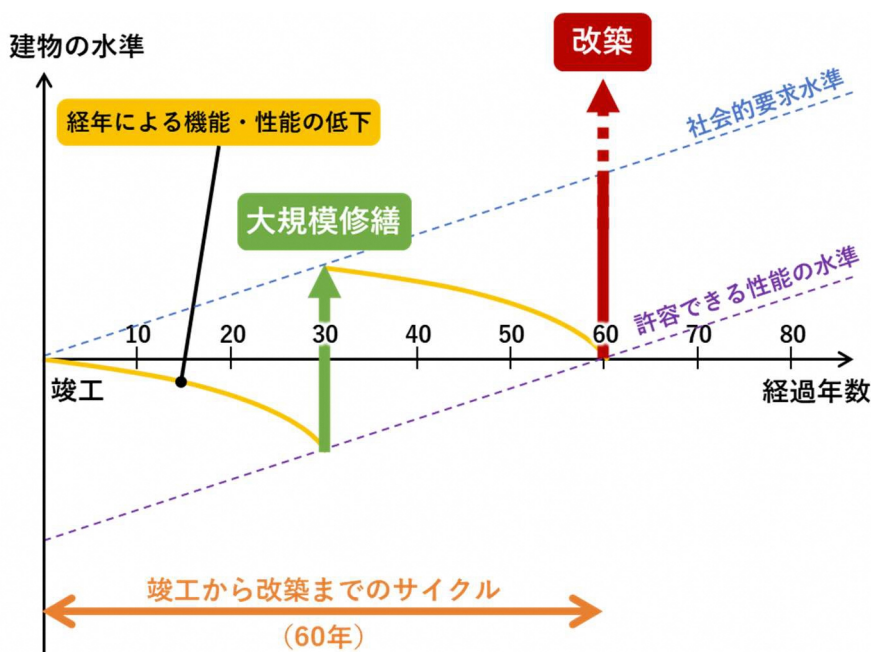 建物の水準
改築
経年による機能・性能の低下
社会的要求水準
大規模修繕
許容できる性能の水準
10 20 30 40 50 60 70 80
竣工
経過年数
竣工から改築までのサイクル
（60年）